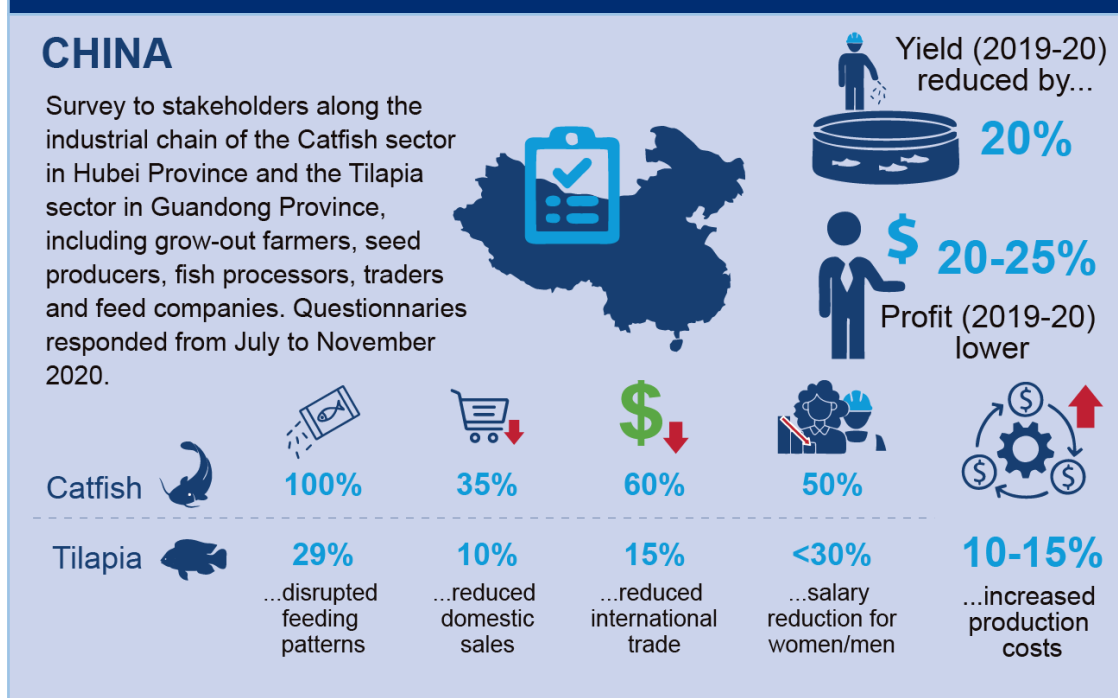 CHINA
Survey to stakeholders along the
industrial chain of the Catfish sector
in Hubei Province and the Tilapia
sector in Guandong Province,
including grow-out farmers, seed
producers, fish processors, traders
and feed companies. Questionnaries
responded from July to November
2020.
Yield (2019-20)
reduced by...
20%
$
20-25%
Profit (2019-20)
lower
$
$
$
$
Catfish
100%
35%
60%
50%
Tilapia
29%
10%
15%
<30%
...disrupted
feeding
patterns
...reduced
domestic
sales
...reduced
international
trade
...salary
reduction for
women/men
10-15%
...increased
production
costs